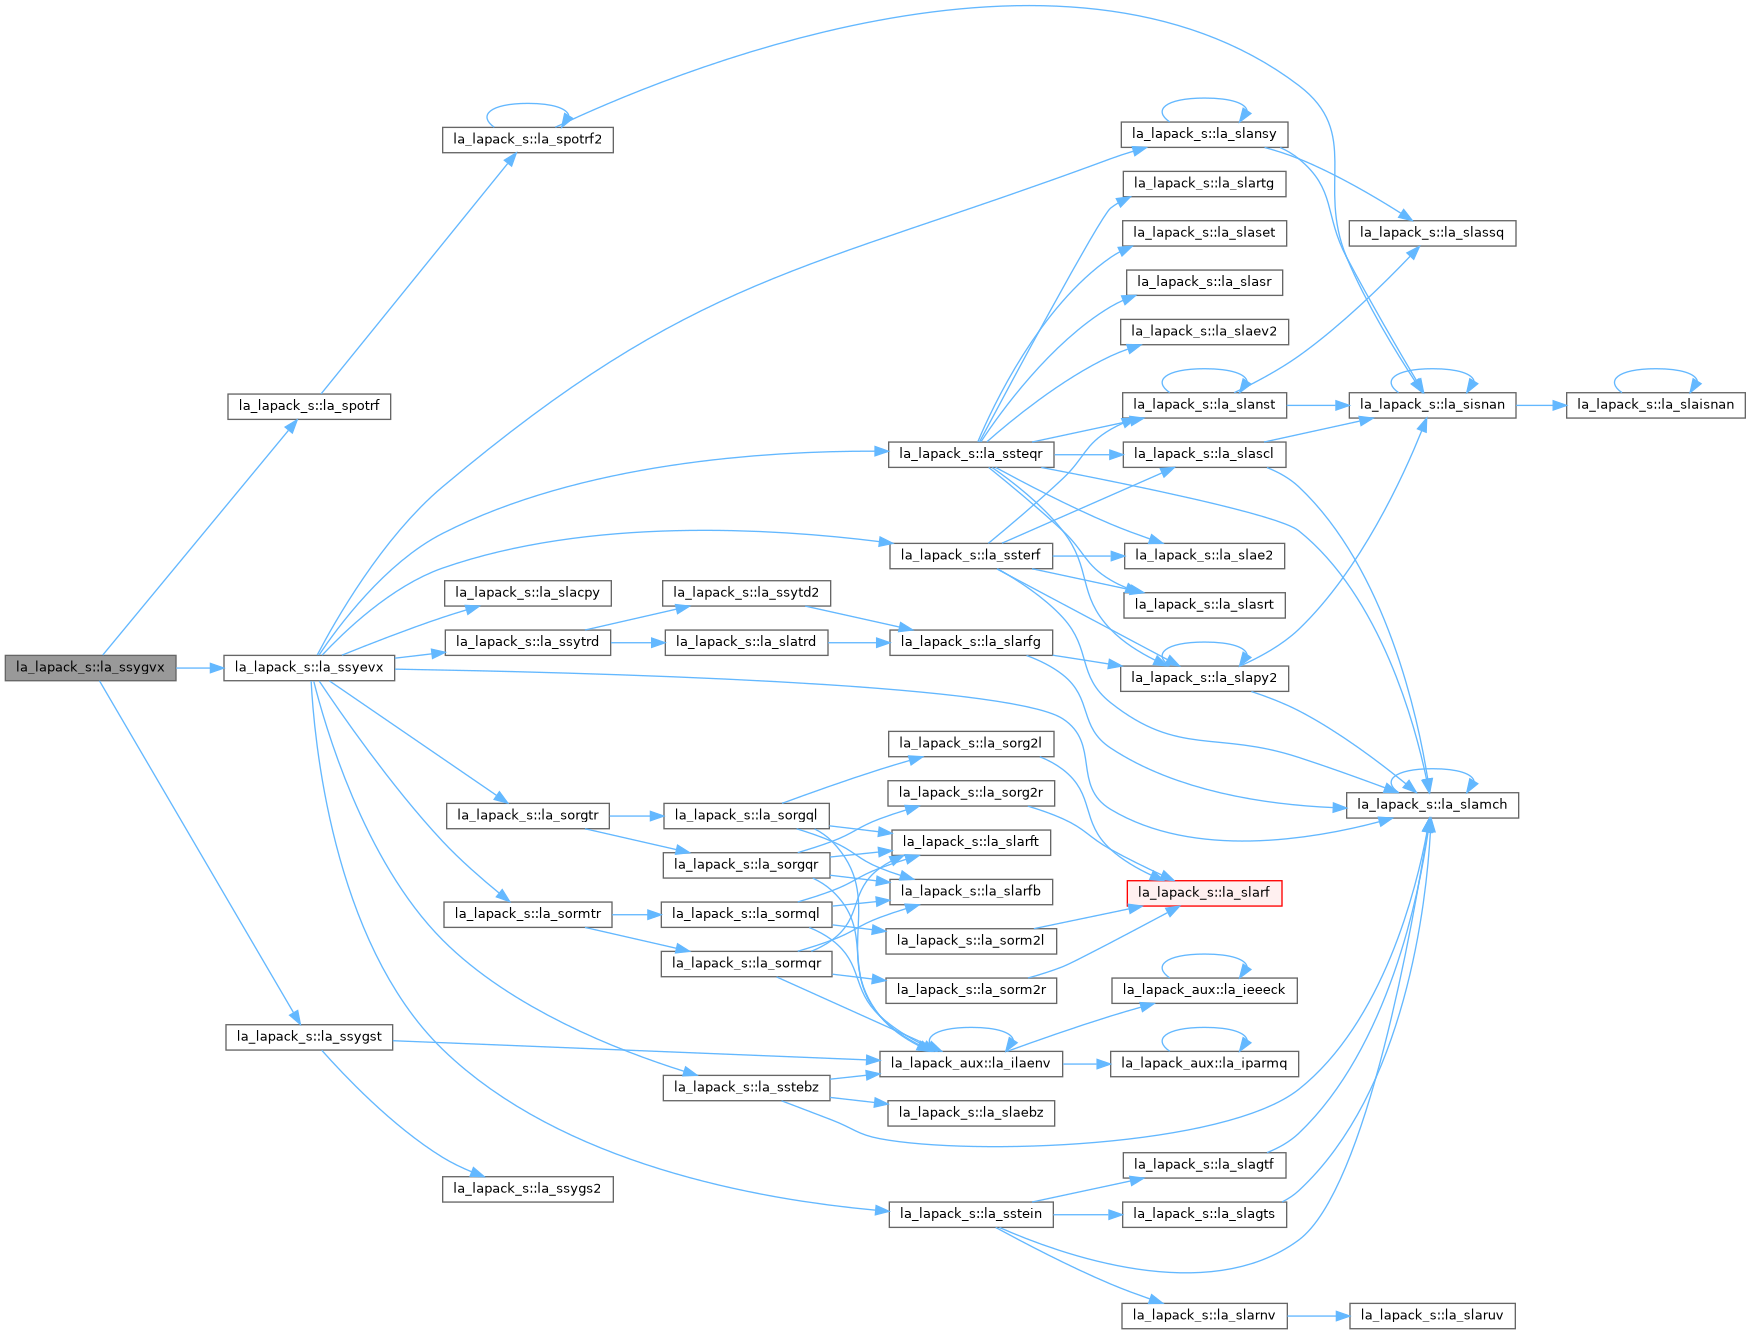 la_lapack_s::la_spotrf2
la_lapack_s::la_slansy
la_lapack_s::la_slartg
la_lapack_s::la_slaset
la_lapack_s::la_slassq
la_lapack_s::la_slasr
la_lapack_s::la_slaev2
la_lapack_s::la_spotrf
la_lapack_s::la_slanst
la_lapack_s::la_sisnan
la_lapack_s::la_slaisnan
la_lapack_s::la_ssteqr
la_lapack_s::la_slascl
la_lapack_s::la_ssterf
la_lapack_s::la_slae2
la_lapack_s::la_slacpy
la_lapack_s::la_ssytd2
la_lapack_s::la_slasrt
la_lapack_s::la_ssytrd
la_lapack_s::la_slatrd
la_lapack_s::la_slarfg
la_lapack_s::la_ssygvx
la_lapack_s::la_ssyevx
la_lapack_s::la_slapy2
la_lapack_s::la_sorg2l
la_lapack_s::la_sorg2r
la_lapack_s::la_slamch
la_lapack_s::la_sorgtr
la_lapack_s::la_sorgql
la_lapack_s::la_slarft
la_lapack_s::la_sorgqr
la_lapack_s::la_slarfb
la_lapack_s::la_slarf
la_lapack_s::la_sormtr
la_lapack_s::la_sormql
la_lapack_s::la_sorm2l
la_lapack_s::la_sormqr
la_lapack_s::la_sorm2r
la_lapack_aux::la_ieeeck
la_lapack_s::la_ssygst
la_lapack_aux::la_ilaenv
la_lapack_aux::la_iparmq
la_lapack_s::la_sstebz
la_lapack_s::la_slaebz
la_lapack_s::la_slagtf
la_lapack_s::la_ssygs2
la_lapack_s::la_sstein
la_lapack_s::la_slagts
la_lapack_s::la_slarnv
la_lapack_s::la_slaruv